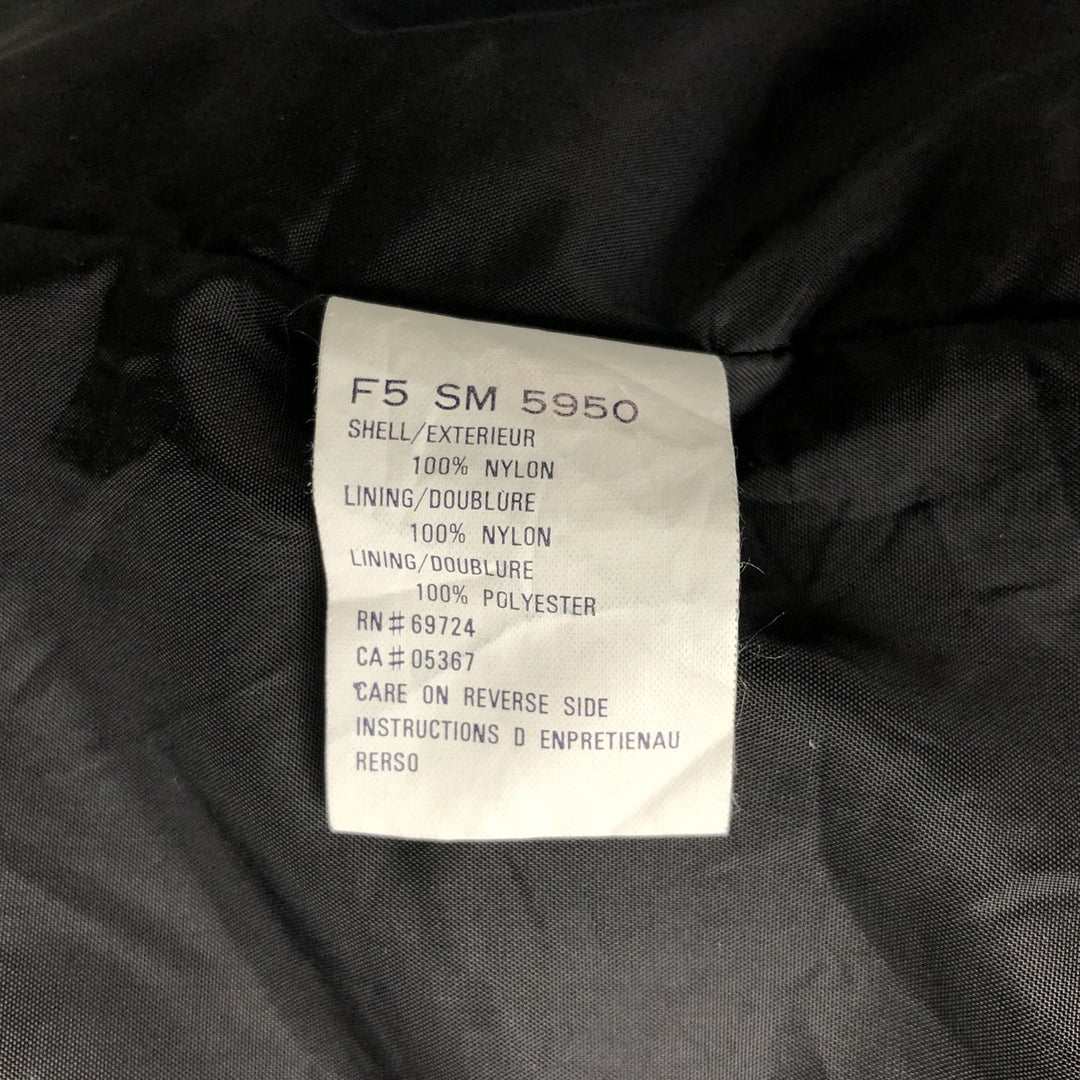 F5 SM 5950
SHELL/EXTERIEUR
100% NYLON
LINING/DOUBLURE
100% NYLON
LINING/DOUBLURE
100% POLYESTER
RN#69724
CA#05367
CARE ON REVERSE SIDE
INSTRUCTIONS D ENPRETIENAU
RERSO